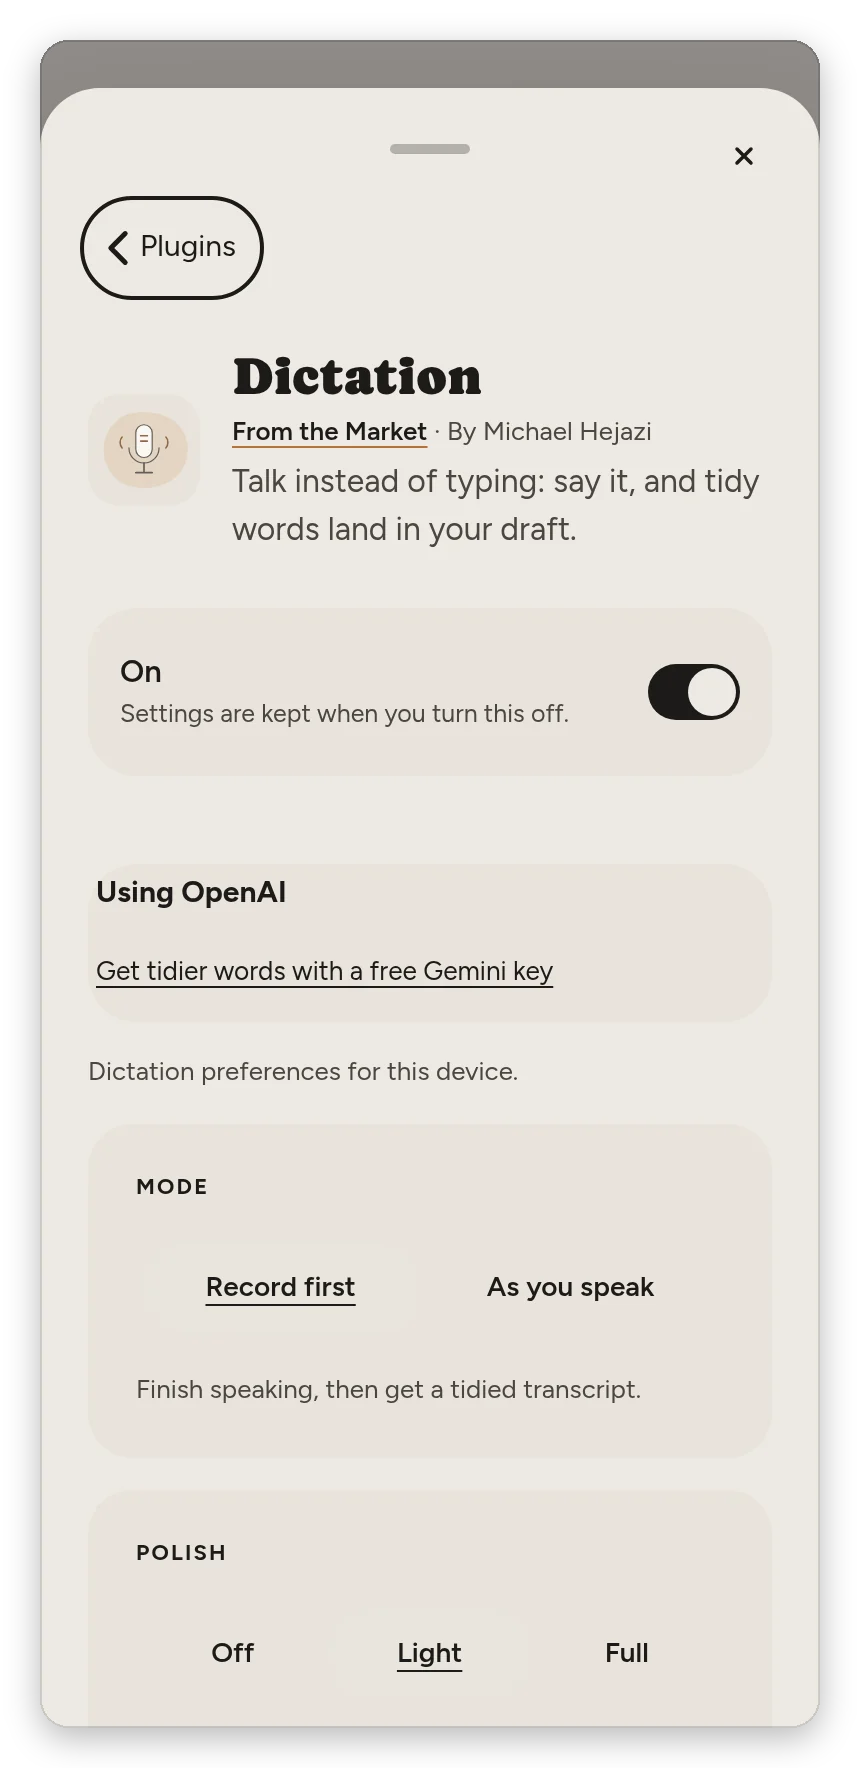 Plugins
Dictation
From the Market · By Michael Hejazi
Talk instead of typing: say it, and tidy
words land in your draft.
On
Settings are kept when you turn this off.
Using OpenAI
Get tidier words with a free Gemini key
Dictation preferences for this device.
MODE
Record first As you speak
Finish speaking, then get a tidied transcript.
POLISH
Off Light Full